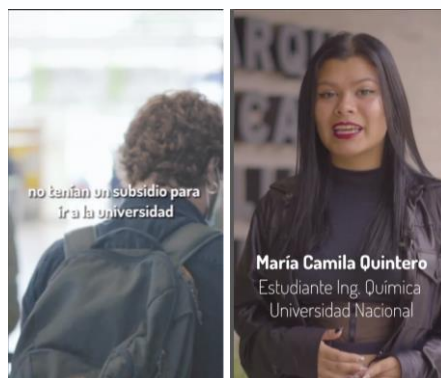 no tenían un subsidio para
ir a la universidad
María Camila Quintero
Estudiante Ing. Química
Universidad Nacional